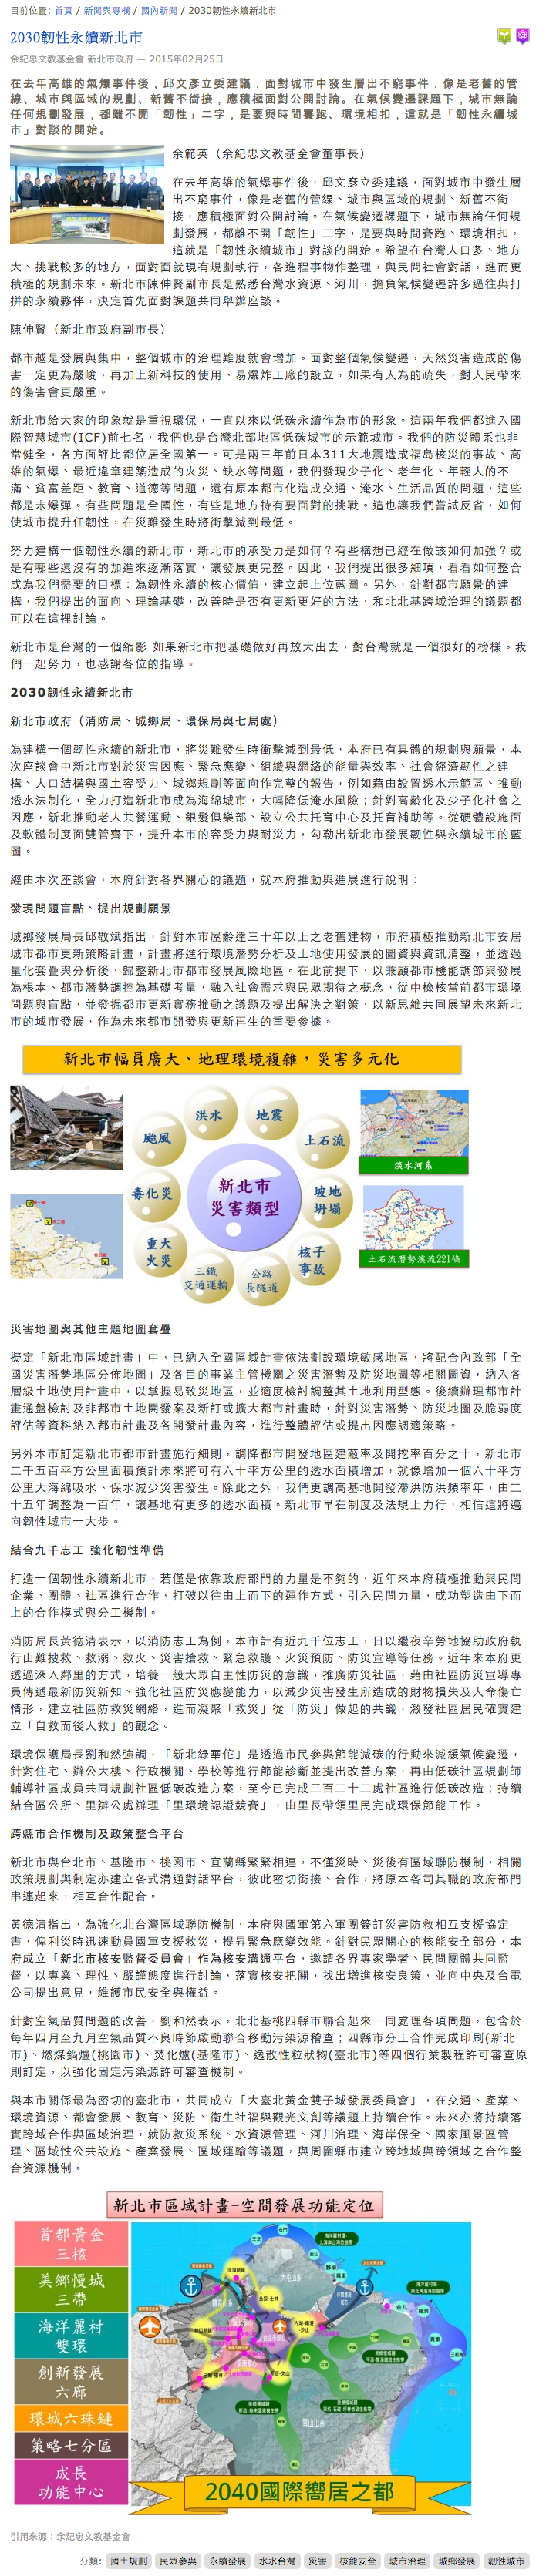 目前位置: 首頁 / 新聞與專欄 / 國內新聞 / 2030韌性永續新北市
2030韌性永續新北市
余紀忠文教基金會 新北市政府 — 2015年02月25日
在去年高雄的氣爆事件後，邱文彥立委建議，面對城市中發生層出不窮事件，像是老舊的管
線、城市與區域的規劃、新舊不銜接，應積極面對公開討論。在氣候變遷課題下，城市無論
任何規劃發展，都離不開「韌性」二字，是要與時間賽跑、環境相扣，這就是「韌性永續城
市」對談的開始。
余範英（余紀忠文教基金會董事長）
在去年高雄的氣爆事件後，邱文彥立委建議，面對城市中發生層
出不窮事件，像是老舊的管線、城市與區域的規劃、新舊不銜
接，應積極面對公開討論。在氣候變遷課題下，城市無論任何規
劃發展，都離不開「韌性」二字，是要與時間賽跑、環境相扣，
這就是「韌性永續城市」對談的開始。希望在台灣人口多、地方
大、挑戰較多的地方，面對面就現有規劃執行，各進程事物作整理，與民間社會對話，進而更
積極的規劃未來。新北市陳伸賢副市長是熟悉台灣水資源、河川，擔負氣候變遷許多過往與打
拼的永續夥伴，決定首先面對課題共同舉辦座談。
陳伸賢（新北市政府副市長）
都市越是發展與集中，整個城市的治理難度就會增加。面對整個氣候變遷，天然災害造成的傷
害一定更為嚴峻，再加上新科技的使用、易爆炸工廠的設立，如果有人為的疏失，對人民帶來
的傷害會更嚴重。
新北市給大家的印象就是重視環保，一直以來以低碳永續作為市的形象。這兩年我們都進入國
際智慧城市(ICF)前七名，我們也是台灣北部地區低碳城市的示範城市。我們的防災體系也非
常健全，各方面評比都位居全國第一。可是兩三年前日本311大地震造成福島核災的事故、高
雄的氣爆、最近違章建築造成的火災、缺水等問題，我們發現少子化、老年化、年輕人的不
滿、貧富差距、教育、道德等問題，還有原本都市化造成交通、淹水、生活品質的問題，這些
都是未爆彈。有些問題是全國性，有些是地方特有要面對的挑戰。這也讓我們嘗試反省，如何
使城市提升任韌性，在災難發生時將衝擊減到最低。
努力建構一個韌性永續的新北市，新北市的承受力是如何？有些構想已經在做該如何加強？或
是有哪些還沒有的加進來逐漸落實，讓發展更完整。因此，我們提出很多細項，看看如何整合
成為我們需要的目標：為韌性永續的核心價值，建立起上位藍圖。另外，針對都市願景的建
構，我們提出的面向、理論基礎，改善時是否有更新更好的方法，和北北基跨域治理的議題都
可以在這裡討論。
新北市是台灣的一個縮影 如果新北市把基礎做好再放大出去，對台灣就是一個很好的榜樣。我
們一起努力，也感謝各位的指導。
2030韌性永續新北市
新北市政府（消防局、城鄉局、環保局與七局處）
為建構一個韌性永續的新北市，將災難發生時衝擊減到最低，本府已有具體的規劃與願景，本
次座談會中新北市對於災害因應、緊急應變、組織與網絡的能量與效率、社會經濟韌性之建
構、人口結構與國土容受力、城鄉規劃等面向作完整的報告，例如藉由設置透水示範區、推動
透水法制化，全力打造新北市成為海綿城市，大幅降低淹水風險；針對高齡化及少子化社會之
因應，新北推動老人共餐運動、銀髮俱樂部、設立公共托育中心及托育補助等。從硬體設施面
及軟體制度面雙管齊下，提升本市的容受力與耐災力，勾勒出新北市發展韌性與永續城市的藍
圖。
經由本次座談會，本府針對各界關心的議題，就本府推動與進展進行說明：
發現問題盲點、提出規劃願景
城鄉發展局長邱敬斌指出，針對本市屋齡達三十年以上之老舊建物，市府積極推動新北市安居
城市都市更新策略計畫，計畫將進行環境潛勢分析及土地使用發展的圖資與資訊清整，並透過
量化套疊與分析後，歸整新北市都市發展風險地區。在此前提下，以兼顧都市機能調節與發展
為根本、都市潛勢調控為基礎考量，融入社會需求與民眾期待之概念，從中檢核當前都市環境
問題與盲點，並發掘都市更新實務推動之議題及提出解決之對策，以新思維共同展望未來新北
市的城市發展，作為未來都市開發與更新再生的重要參據。
新北市幅員廣大、地理環境複雜，災害多元化
洪水
地震
颱風
土石流
毒化災
新北市
災害類型
坡地
坍塌
重大
火災
核子
事故
三鐵
交通運輸
公路
長隧道
淡水河系
土石流潛勢溪流221條
災害地圖與其他主題地圖套疊
擬定「新北市區域計畫」中，已納入全國區域計畫依法劃設環境敏感地區，將配合內政部「全
國災害潛勢地區分佈地圖」及各目的事業主管機關之災害潛勢及防災地圖等相關圖資，納入各
層級土地使用計畫中，以掌握易致災地區，並適度檢討調整其土地利用型態。後續辦理都市計
畫通盤檢討及非都市土地開發案及新訂或擴大都市計畫時，針對災害潛勢、防災地圖及脆弱度
評估等資料納入都市計畫及各開發計畫內容，進行整體評估或提出因應調適策略。
另外本市訂定新北市都市計畫施行細則，調降都市開發地區建蔽率及開挖率百分之十，新北市
二千五百平方公里面積預計未來將可有六十平方公里的透水面積增加，就像增加一個六十平方
公里大海綿吸水、保水減少災害發生。除此之外，我們更調高基地開發帶滯洪防洪頻率年，由二
十五年調整為一百年，讓基地有更多的透水面積。新北市早在制度及法規上力行，相信這將邁
向韌性城市一大步。
結合九千志工 強化韌性準備
打造一個韌性永續新北市，若僅是依靠政府部門的力量是不夠的，近年來本府積極推動與民間
企業、團體、社區進行合作，打破以往由上而下的運作方式，引入民間力量，成功塑造由下而
上的合作模式與分工機制。
消防局長黃德清表示，以消防志工為例，本市計有近九千位志工，日以繼夜辛勞地協助政府執
行山難搜救、救溺、救火、災害搶救、緊急救護、火災預防、防災宣導等任務。近年來本府更
透過深入鄰里的方式，培養一般大眾自主性防災的意識，推廣防災社區，藉由社區防災宣導專
員傳遞最新防災新知、強化社區防災應變能力，以減少災害發生所造成的財物損失及人命傷亡
情形，建立社區防救災網絡，進而凝聚「救災」從「防災」做起的共識，激發社區居民確實建
立「自救而後人救」的觀念。
環境保護局長劉和然強調，「新北綠華佗」是透過市民參與節能減碳的行動來減緩氣候變遷，
針對住宅、辦公大樓、行政機關、學校等進行節能診斷並提出改善方案，再由低碳社區規劃師
輔導社區成員共同規劃社區低碳改造方案，至今已完成三百二十二處社區進行低碳改造；持續
結合區公所、里辦公處辦理「里環境認證競賽」，由里長帶領里民完成環保節能工作。
跨縣市合作機制及政策整合平台
新北市與台北市、基隆市、桃園市、宜蘭縣緊緊相連，不僅災時、災後有區域聯防機制，相關
政策規劃與制定亦建立各式溝通對話平台，彼此密切銜接、合作，將原本各司其職的政府部門
串連起來，相互合作配合。
黃德清指出，為強化北台灣區域聯防機制，本府與國軍第六軍團簽訂災害防救相互支援協定
書，俾利災時迅速動員國軍支援救災，提昇緊急應變效能。針對民眾關心的核能安全部分，本
府成立「新北市核安監督委員會」作為核安溝通平台，邀請各界專家學者、民間團體共同監
督，以專業、理性、嚴謹態度進行討論，落實核安把關，找出增進核安良策，並向中央及台電
公司提出意見，維護市民安全與權益。
針對空氣品質問題的改善，劉和然表示，北北基桃四縣市聯合起來一同處理各項問題，包含於
每年四月至九月空氣品質不良時節啟動聯合移動污染源稽查；四縣市分工合作完成印刷(新北
市)、燃煤鍋爐(桃園市)、焚化爐(基隆市)、逸散性粒狀物(臺北市)等四個行業製程許可審查原
則訂定，以強化固定污染源許可審查機制。
與本市關係最為密切的臺北市，共同成立「大臺北黃金雙子城發展委員會」，在交通、產業、
環境資源、都會發展、教育、災防、衛生社福與觀光文創等議題上持續合作。未來亦將持續落
實跨域合作與區域治理，就防救災系統、水資源管理、河川治理、海岸保全、國家風景區管
理、區域性公共設施、產業發展、區域運輸等議題，與周圍縣市建立跨地域與跨領域之合作整
合資源機制。
新北市區域計畫-空間發展功能定位
首都黃金
三核
美鄉慢城
三帶
海洋麗村
雙環
創新發展
六廊
環城六珠鏈
策略七分區
成長
功能中心
2040國際嚮居之都
引用來源：余紀忠文教基金會
分類: 國土規劃 民眾參與 永續發展 水水台灣 災害 核能安全 城市治理 城鄉發展 韌性城市